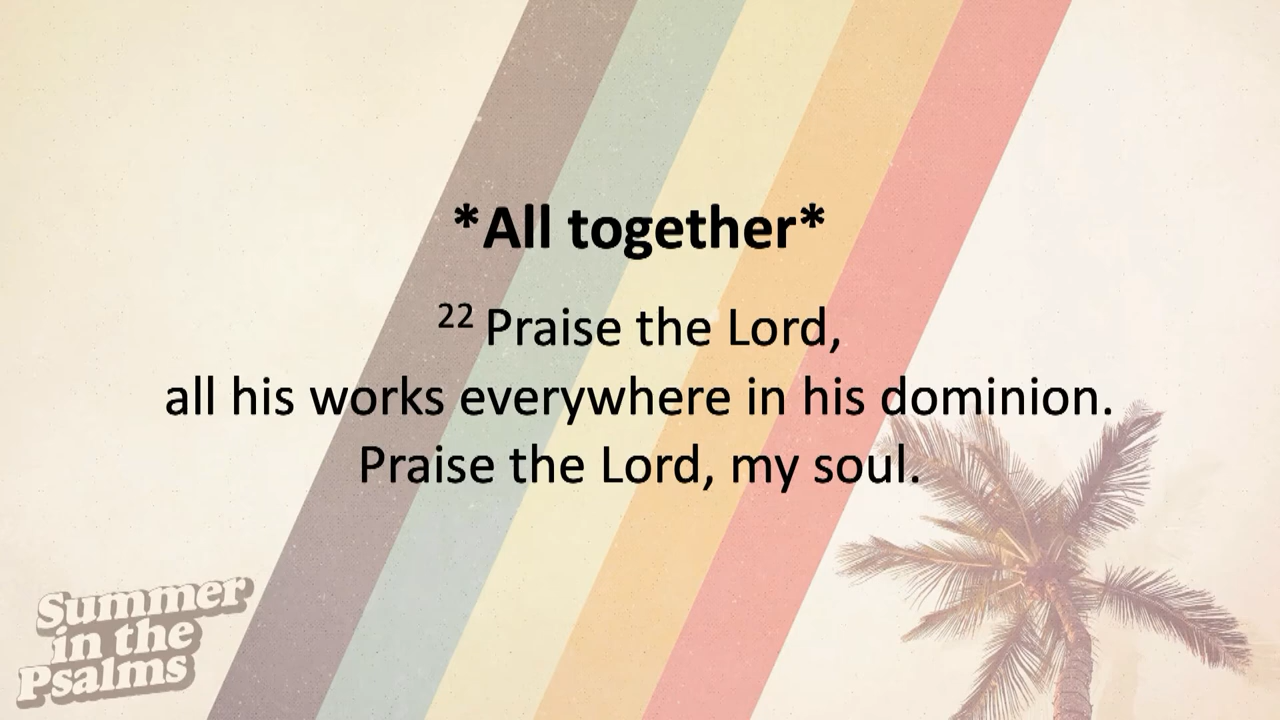 *All together*
22 Praise the Lord,
all his works everywhere in his dominion.
Praise the Lord, my soul.
Summer
in the
Psalms